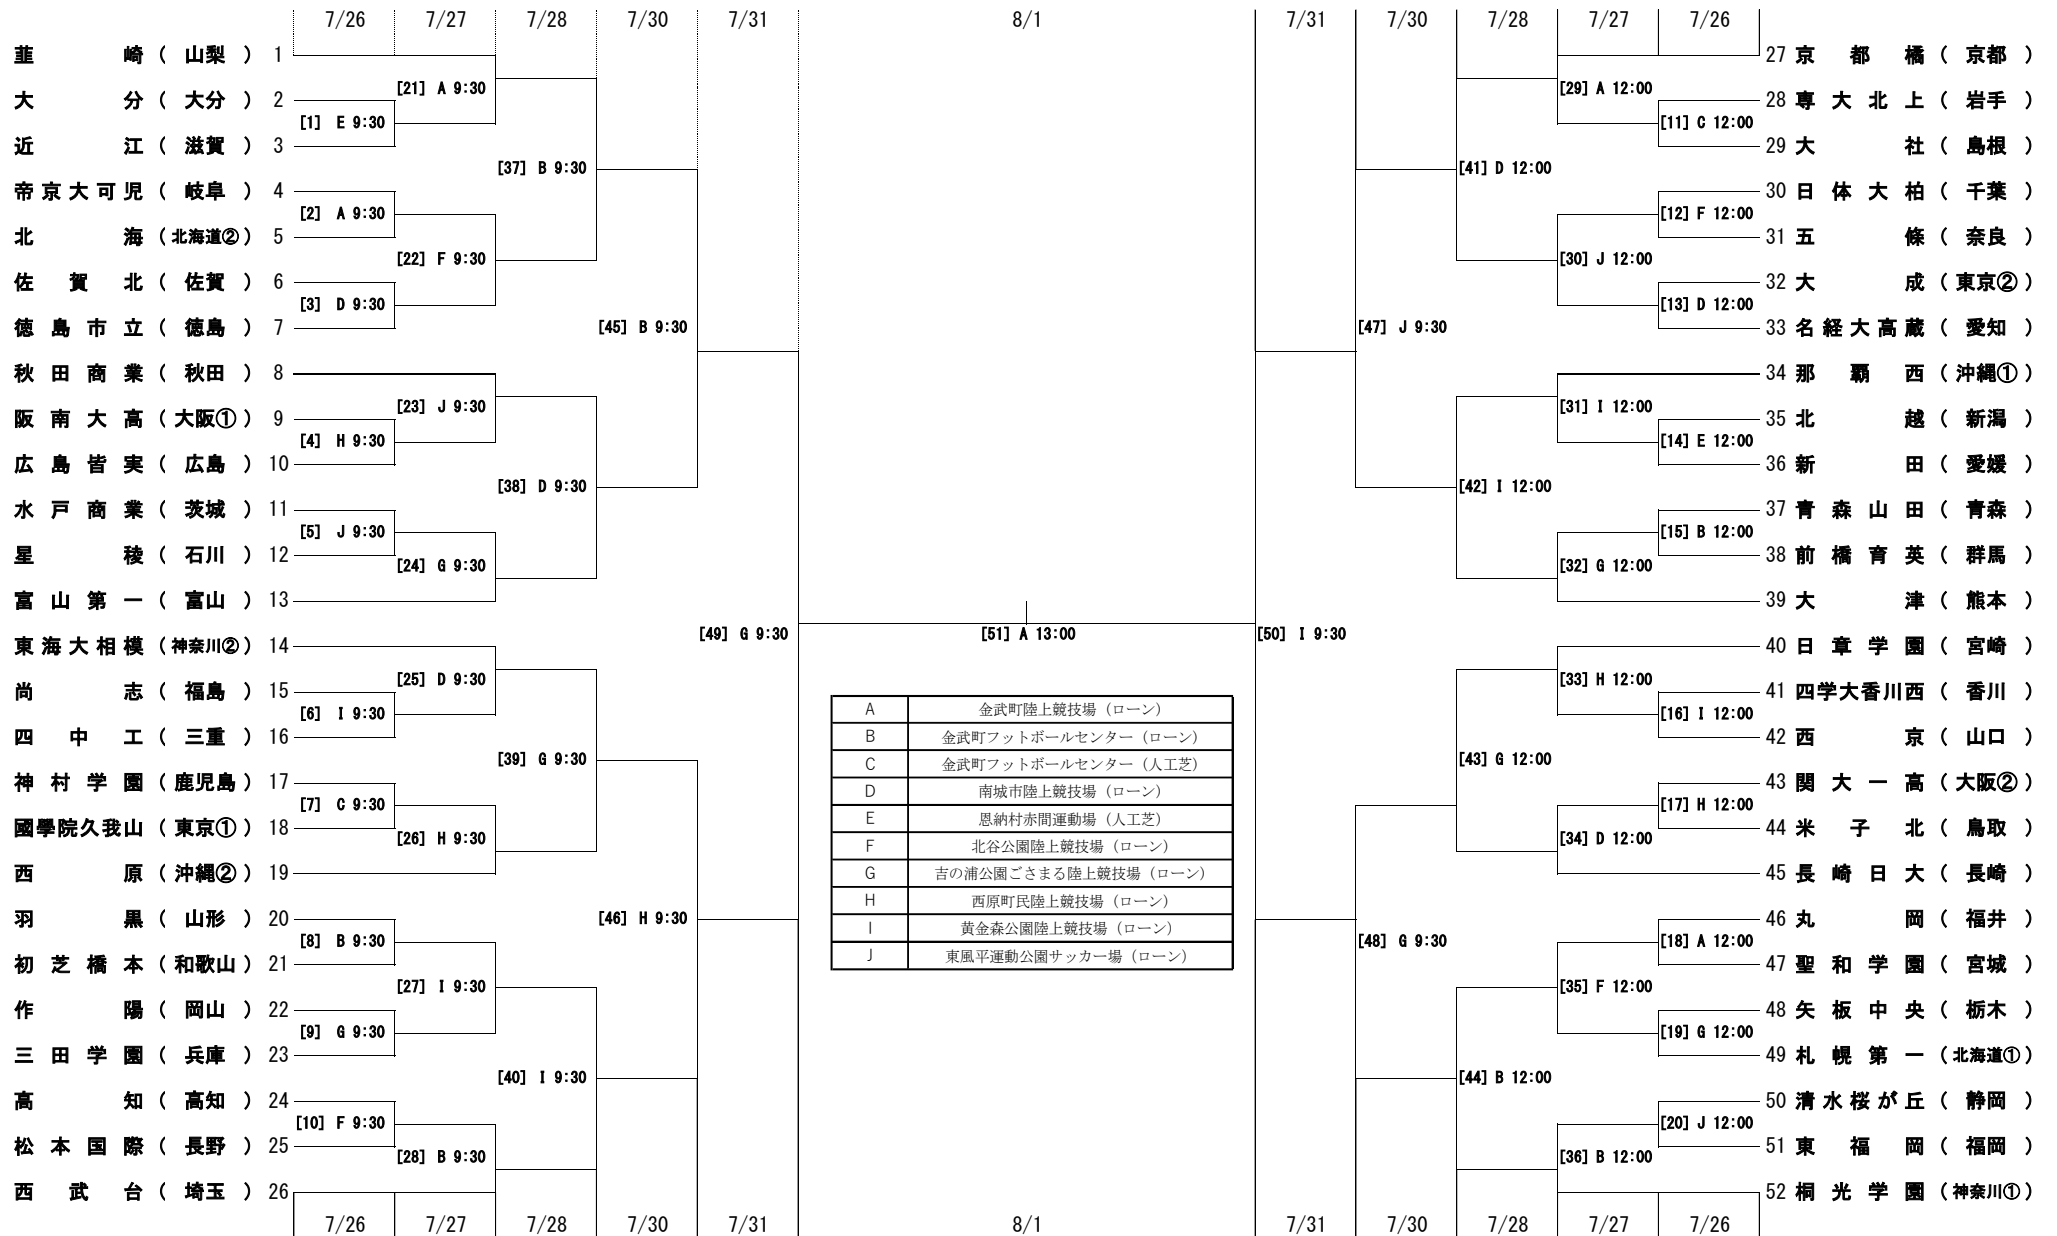 7/26 7/27 7/28 7/30 7/31 8/1 7/31 7/30 7/28 7/27 7/26
韮崎（山梨）1
27 京都橘（京都）
[21] A 9:30
[29] A 12:00
大分（大分）2
28 専大北上（岩手）
[1] E 9:30
[11] C 12:00
近江（滋賀）3
29 大社（島根）
[37] B 9:30
[41] D 12:00
帝京大可児（岐阜）4
30 日体大柏（千葉）
[2] A 9:30
[12] F 12:00
北海（北海道②）5
31 五條（奈良）
[22] F 9:30
[30] J 12:00
佐賀北（佐賀）6
32 大成（東京②）
[3] D 9:30
[13] D 12:00
徳島市立（徳島）7
33 名経大高蔵（愛知）
[45] B 9:30
[47] J 9:30
秋田商業（秋田）8
34 那覇西（沖縄①）
[23] J 9:30
[31] I 12:00
阪南大高（大阪①）9
35 北越（新潟）
[4] H 9:30
[14] E 12:00
広島皆実（広島）10
36 新田（愛媛）
[38] D 9:30
[42] I 12:00
水戸商業（茨城）11
37 青森山田（青森）
[5] J 9:30
[15] B 12:00
星稜（石川）12
38 前橋育英（群馬）
[24] G 9:30
[32] G 12:00
富山第一（富山）13
39 大津（熊本）
[49] G 9:30
[51] A 13:00
[50] I 9:30
東海大相模（神奈川②）14
40 日章学園（宮崎）
[25] D 9:30
[33] H 12:00
尚志（福島）15
41 四学大香川西（香川）
[6] I 9:30
[16] I 12:00
四中工（三重）16
42 西京（山口）
[39] G 9:30
[43] G 12:00
神村学園（鹿児島）17
43 関大一高（大阪②）
[7] C 9:30
[17] H 12:00
國學院久我山（東京①）18
44 米子北（鳥取）
[26] H 9:30
[34] D 12:00
西原（沖縄②）19
45 長崎日大（長崎）
羽黒（山形）20
46 丸岡（福井）
[46] H 9:30
[48] G 9:30
[8] B 9:30
[18] A 12:00
初芝橋本（和歌山）21
47 聖和学園（宮城）
[27] I 9:30
[35] F 12:00
作陽（岡山）22
48 矢板中央（栃木）
[9] G 9:30
[19] G 12:00
三田学園（兵庫）23
49 札幌第一（北海道①）
[40] I 9:30
[44] B 12:00
高知（高知）24
50 清水桜が丘（静岡）
[10] F 9:30
[20] J 12:00
松本国際（長野）25
51 東福岡（福岡）
[28] B 9:30
[36] B 12:00
西武台（埼玉）26
52 桐光学園（神奈川①）
A 金武町陸上競技場（ローン）
B 金武町フットボールセンター（ローン）
C 金武町フットボールセンター（人工芝）
D 南城市陸上競技場（ローン）
E 恩納村赤間運動場（人工芝）
F 北谷公園陸上競技場（ローン）
G 吉の浦公園ごさまる陸上競技場（ローン）
H 西原町民陸上競技場（ローン）
I 黄金森公園陸上競技場（ローン）
J 東風平運動公園サッカー場（ローン）
7/26 7/27 7/28 7/30 7/31 8/1 7/31 7/30 7/28 7/27 7/26